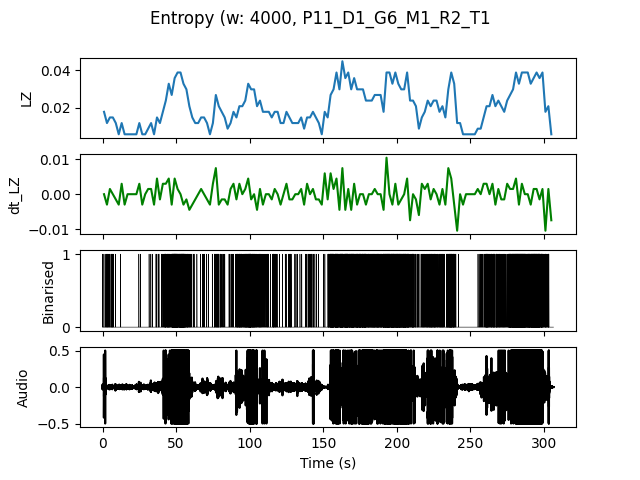 Entropy (w: 4000, P11_D1_G6_M1_R2_T1
LZ
0.04
0.02
dt_LZ
0.01
0.00
−0.01
Binarised
1
0
Audio
0.5
0.0
−0.5
0 50 100 150 200 250 300
Time (s)